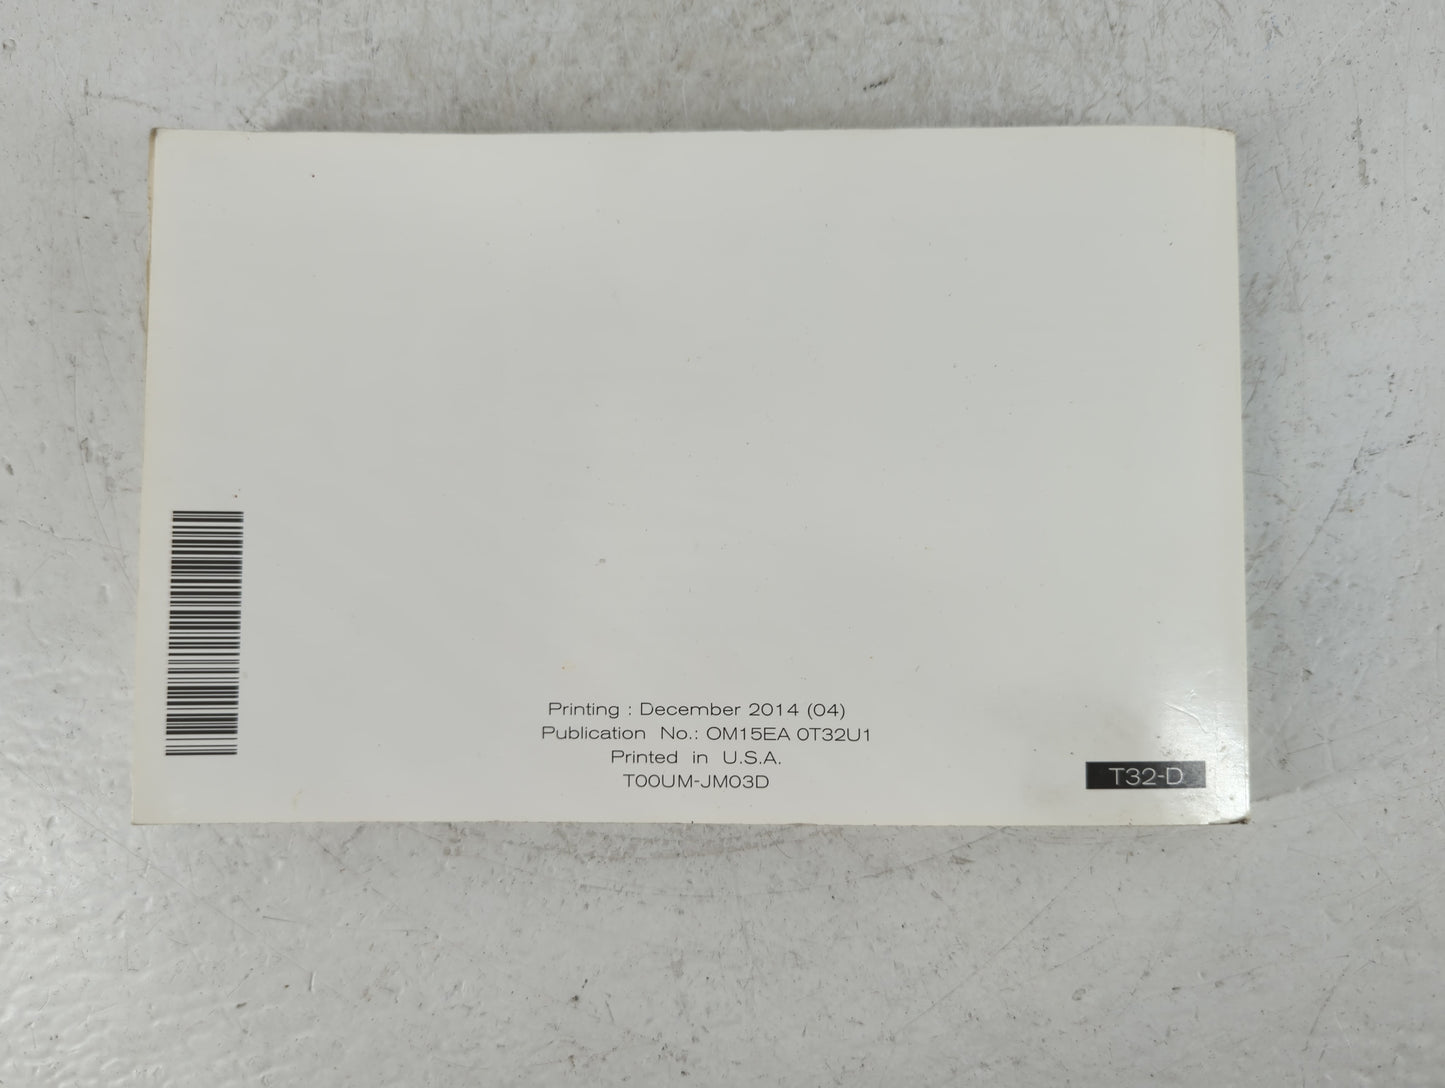 Printing : December 2014 (04)
Publication No.: OM15EA 0T32U1
Printed in U.S.A.
T00UM-JM03D
T32-D